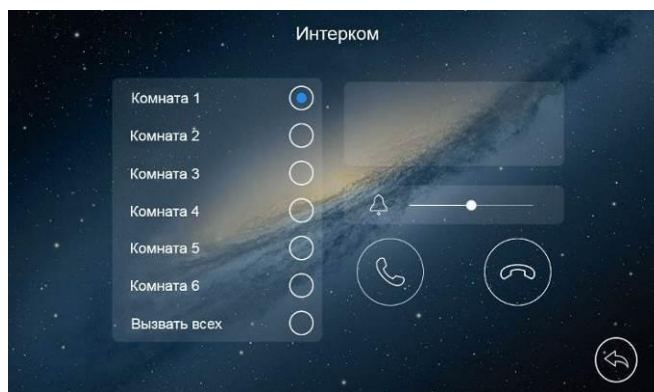 Интерком
Комната 1
Комната 2
Комната 3
Комната 4
Комната 5
Комната 6
Вызвать всех